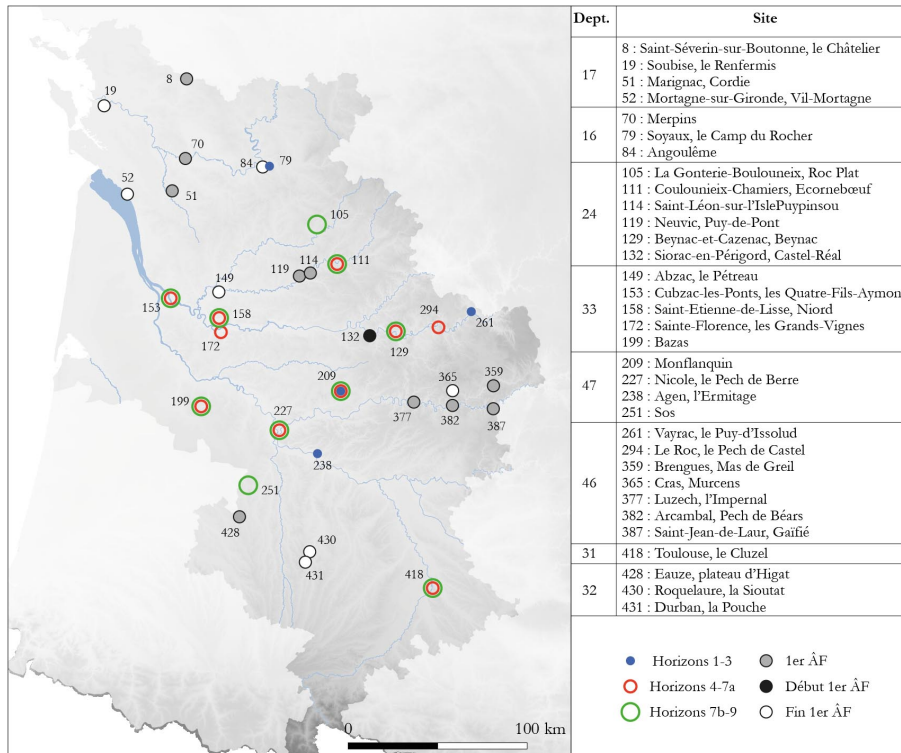 8
19
70
84
79
52
51
105
119
114
111
149
153
158
172
294
261
132
129
209
365
359
199
227
377
382
387
238
251
428
430
431
418
0
100 km
Dept.
Site
17
8 : Saint-Séverin-sur-Boutonne, le Châtelier
19 : Soubise, le Renfermis
51 : Marignac, Cordie
52 : Mortagne-sur-Gironde, Vil-Mortagne
16
70 : Merpins
79 : Soyaux, le Camp du Rocher
84 : Angoulême
24
105 : La Gonterie-Boulouneix, Roc Plat
111 : Coulounieix-Chamiers, Ecornebœuf
114 : Saint-Léon-sur-l'IslePuypinsou
119 : Neuvic, Puy-de-Pont
129 : Beynac-et-Cazenac, Beynac
132 : Siorac-en-Périgord, Castel-Réal
33
149 : Abzac, le Pétreau
153 : Cubzac-les-Ponts, les Quatre-Fils-Aymon
158 : Saint-Etienne-de-Lisse, Niord
172 : Sainte-Florence, les Grands-Vignes
199 : Bazas
47
209 : Monflanquin
227 : Nicole, le Pech de Berre
238 : Agen, l'Ermitage
251 : Sos
46
261 : Vayrac, le Puy-d'Issolud
294 : Le Roc, le Pech de Castel
359 : Brengues, Mas de Greil
365 : Cras, Murcens
377 : Luzech, l'Impernal
382 : Arcambal, Pech de Béars
387 : Saint-Jean-de-Laur, Gaïfié
31
418 : Toulouse, le Cluzel
32
428 : Eauze, plateau d'Higat
430 : Roquelaure, la Sioutat
431 : Durban, la Pouche
Horizons 1-3
1er ÂF
Horizons 4-7a
Début 1er ÂF
Horizons 7b-9
Fin 1er ÂF